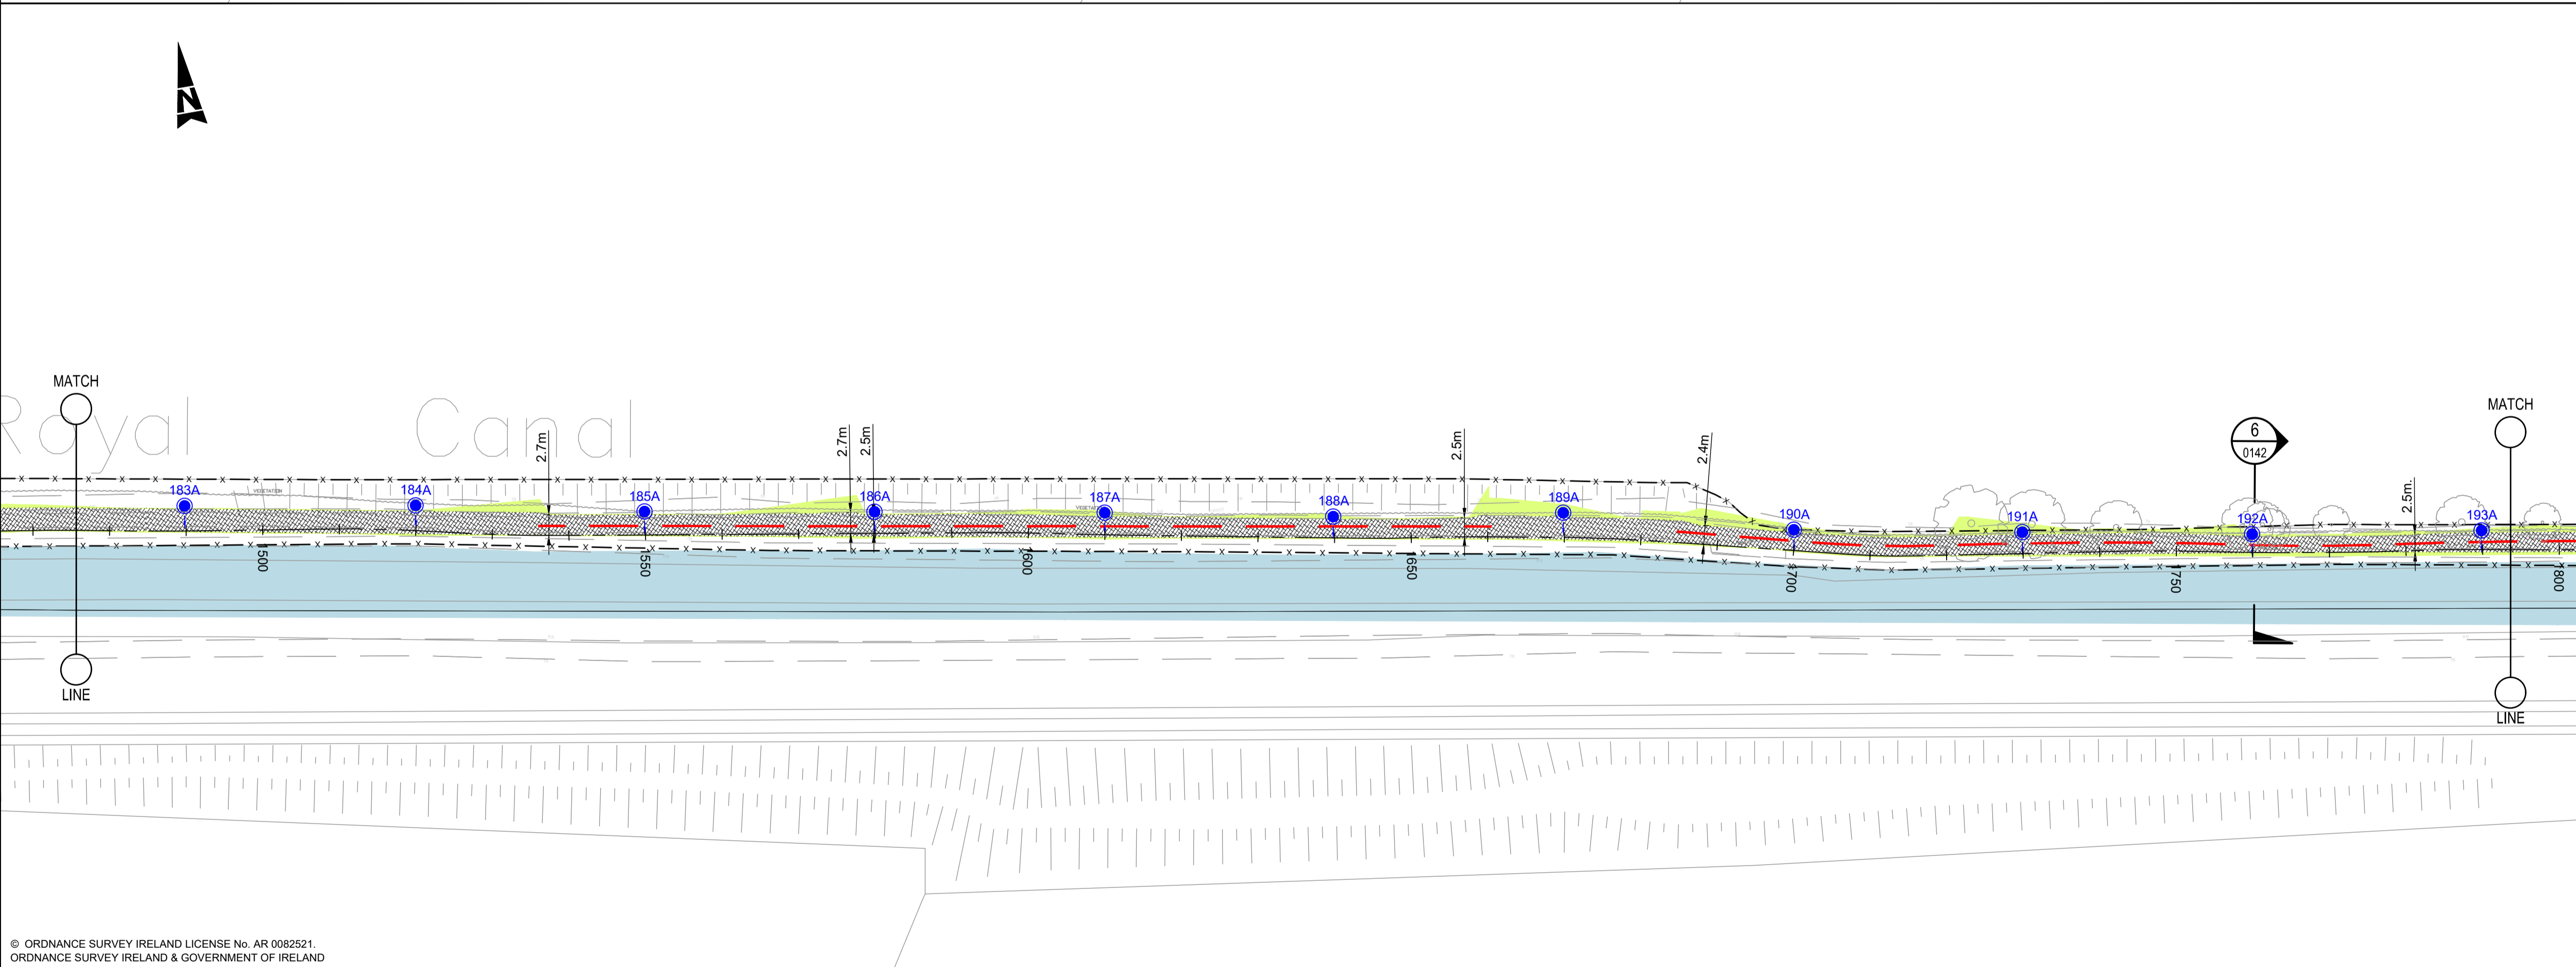 N
MATCH
Royal Canal
MATCH
2.7m
2.7m
2.5m
2.5m
2.4m
6
0142
2.5m.
183A
VEGETATION
184A
185A
186A
187A
188A
189A
190A
191A
192A
193A
1550
1600
1650
1700
1750
1800
LINE
LINE
© ORDNANCE SURVEY IRELAND LICENSE No. AR 0082521.
ORDNANCE SURVEY IRELAND & GOVERNMENT OF IRELAND